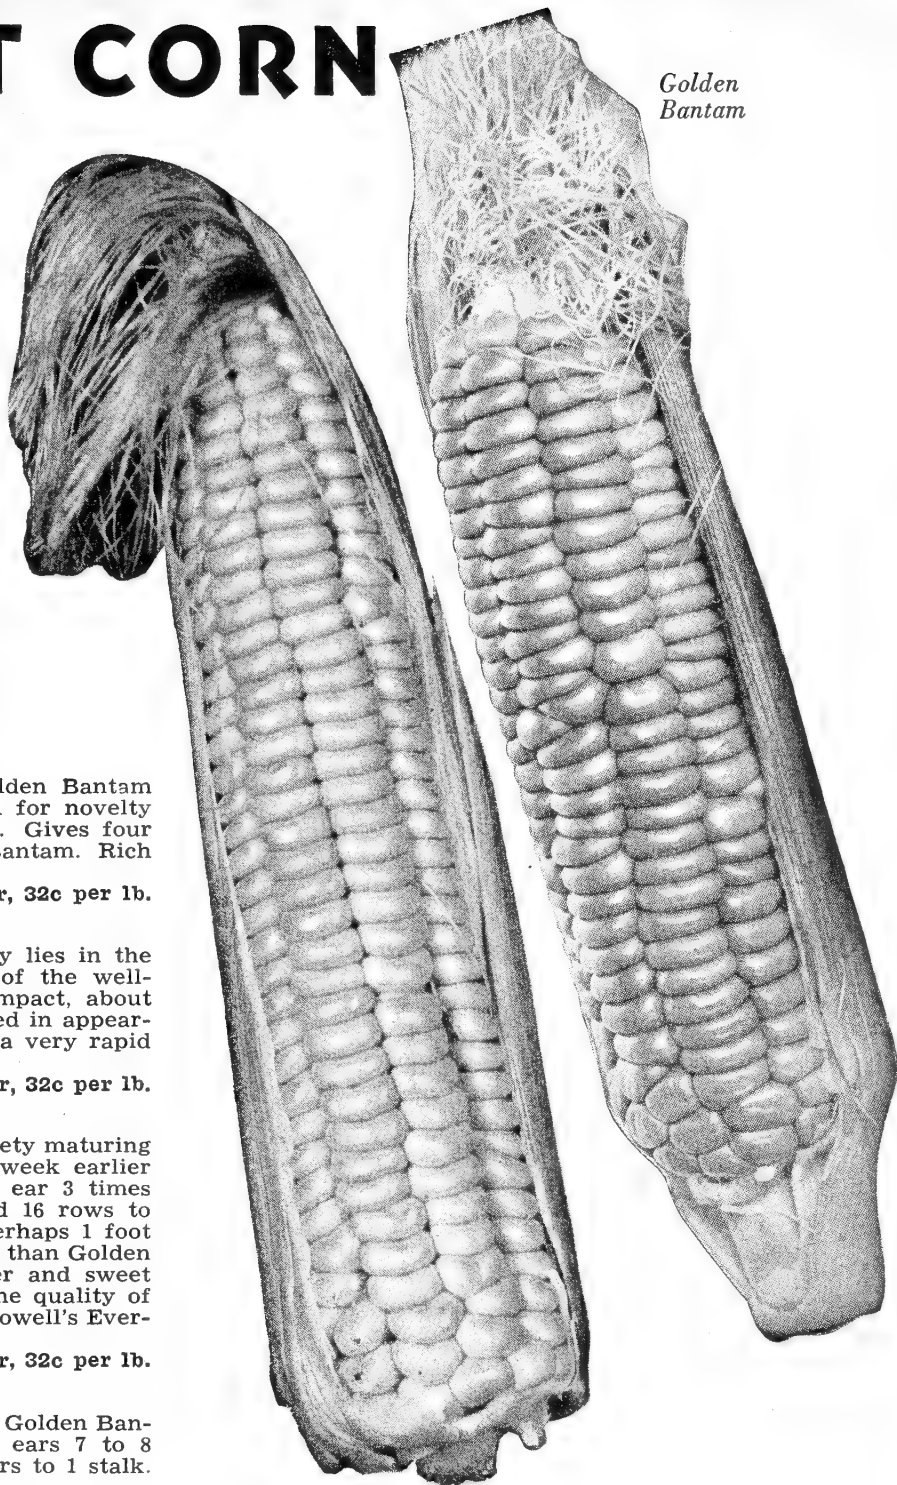 T CORN
Golden
Bantam
lden Bantam
for novelty
. Gives four
antam. Rich
r, 32c per lb.
y lies in the
of the well-
mpact, about
ed in appear-
a very rapid
r, 32c per lb.
ety maturing
week earlier
ear 3 times
d 16 rows to
erhaps 1 foot
than Golden
er and sweet
ne quality of
owell's Ever-
r, 32c per lb.
Golden Ban-
ears 7 to 8
rs to 1 stalk.